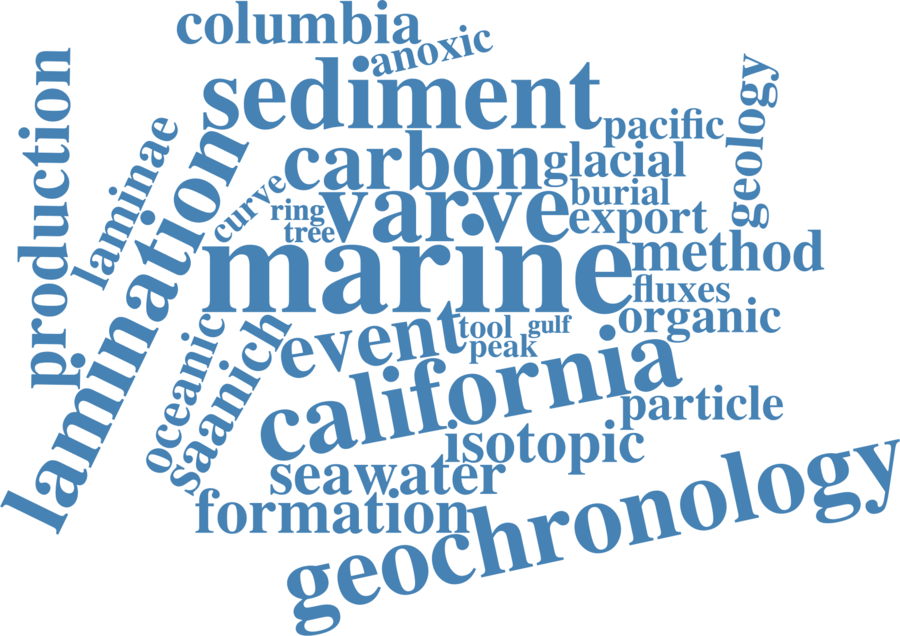 columbia
anoxic
sediment
production
pacific
geology
laminae
carbon
glacial
lamination
curve
ring
varve
burial
tree
export
marine
method
fluxes
organic
oceanic
saanich
event
tool
gulf
peak
california
particle
isotopic
seawater
formation
geochronology